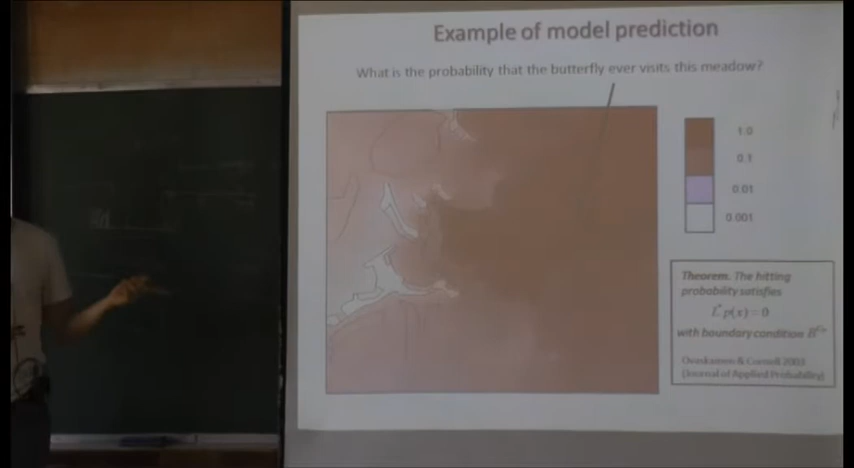 Example of model prediction
What is the probability that the butterfly ever visits this meadow?
1.0
0.1
0.01
0.001
Theorem. The hitting
probability satisfies
L* p(x) = 0
with boundary condition
Ovaskainen & Cornell 2003
(Journal of Applied Probability)